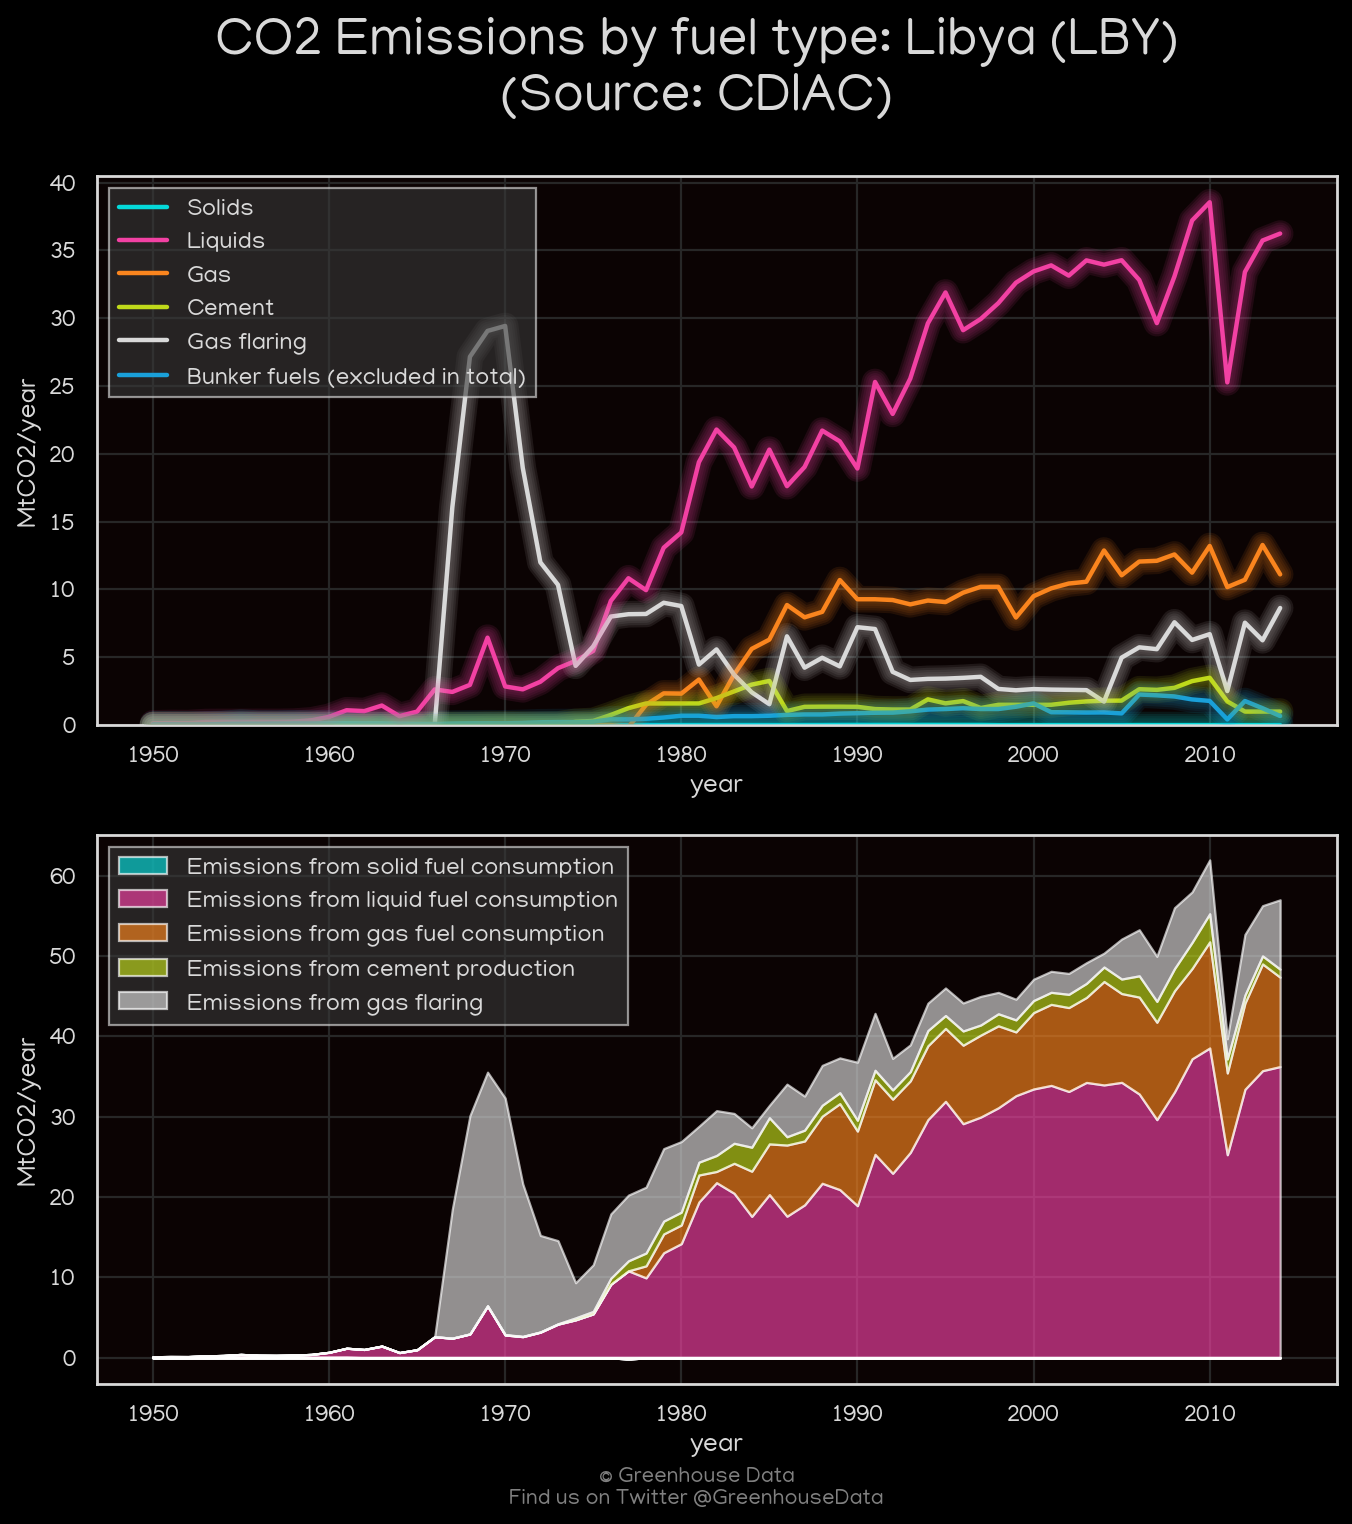 CO2 Emissions by fuel type: Libya (LBY)
(Source: CDIAC)
40
35
30
25
20
15
10
5
0
MtCO2/year
Solids
Liquids
Gas
Cement
Gas flaring
Bunker fuels (excluded in total)
1950 1960 1970 1980 1990 2000 2010
year
60
50
40
30
20
10
0
MtCO2/year
Emissions from solid fuel consumption
Emissions from liquid fuel consumption
Emissions from gas fuel consumption
Emissions from cement production
Emissions from gas flaring
1950 1960 1970 1980 1990 2000 2010
year
© Greenhouse Data
Find us on Twitter @GreenhouseData